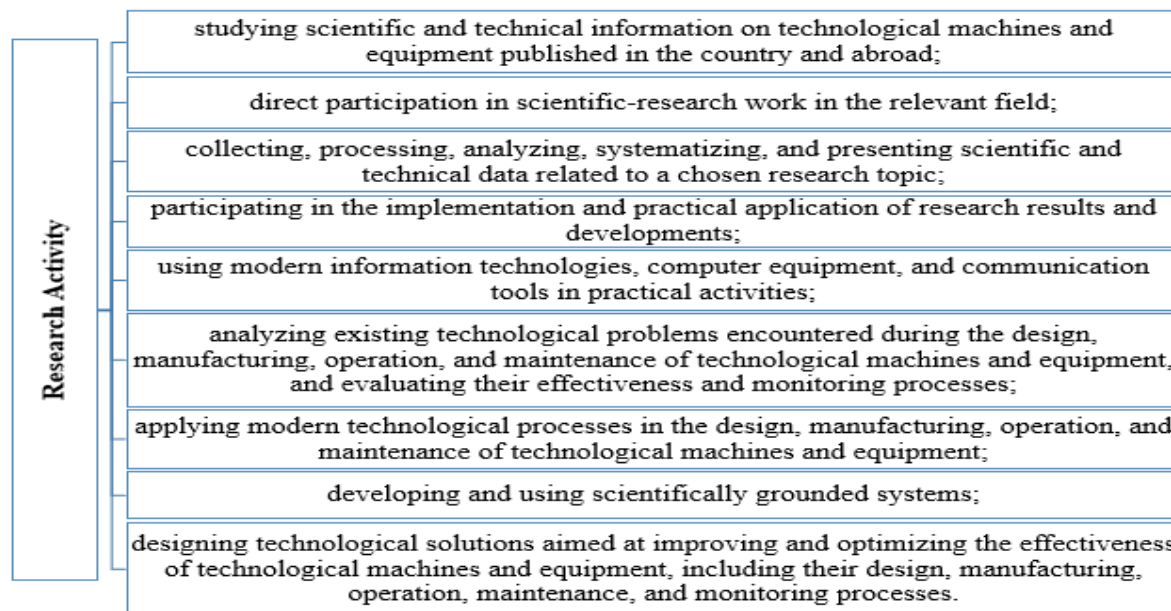 Research Activity
studying scientific and technical information on technological machines and
equipment published in the country and abroad;
direct participation in scientific-research work in the relevant field;
collecting, processing, analyzing, systematizing, and presenting scientific and
technical data related to a chosen research topic;
participating in the implementation and practical application of research results and
developments;
using modern information technologies, computer equipment, and communication
tools in practical activities;
analyzing existing technological problems encountered during the design,
manufacturing, operation, and maintenance of technological machines and equipment,
and evaluating their effectiveness and monitoring processes;
applying modern technological processes in the design, manufacturing, operation, and
maintenance of technological machines and equipment;
developing and using scientifically grounded systems;
designing technological solutions aimed at improving and optimizing the effectiveness
of technological machines and equipment, including their design, manufacturing,
operation, maintenance, and monitoring processes.